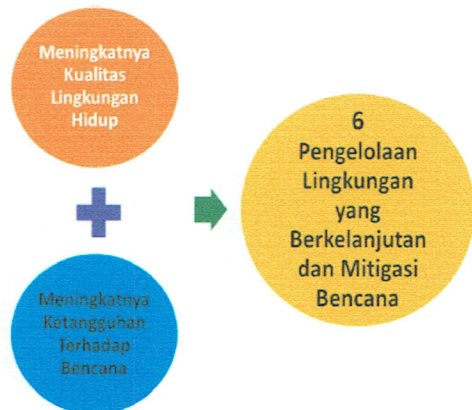 Meningkatnya
Kualitas
Lingkungan
Hidup
Meningkatnya
Ketangguhan
Terhadap
Bencana
6
Pengelolaan
Lingkungan
yang
Berkelanjutan
dan Mitigasi
Bencana